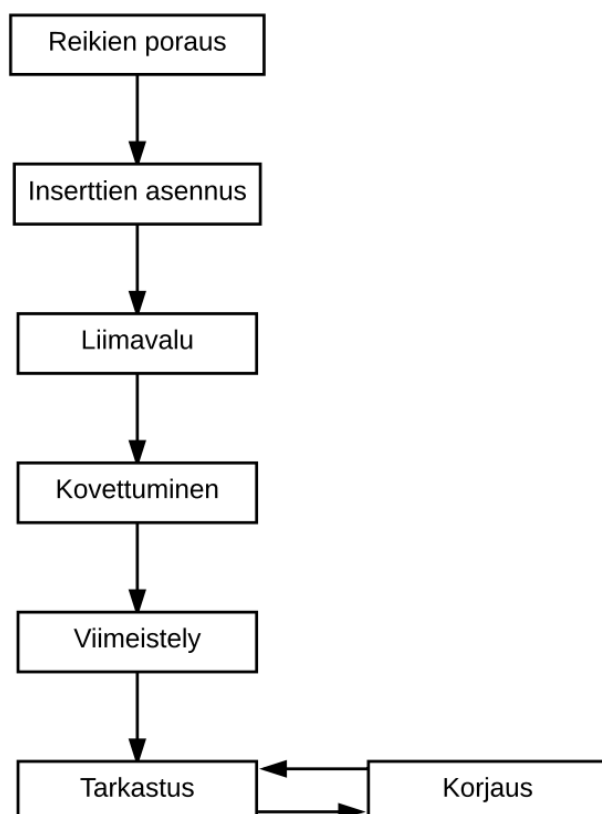 Reikien poraus
Inserttien asennus
Liimavalu
Kovettuminen
Viimeistely
Tarkastus
Korjaus